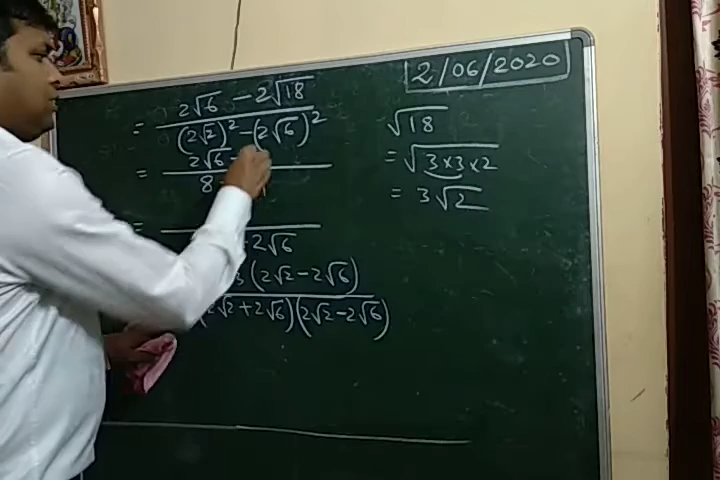 2/06/2020
= 2√6 − 2√18
(2√2)² − (2√6)²
= 2√6 −
8
=
2√6
(2√2 − 2√6)
2√2 + 2√6)(2√2 − 2√6)
√18
= √3×3×2
= 3√2